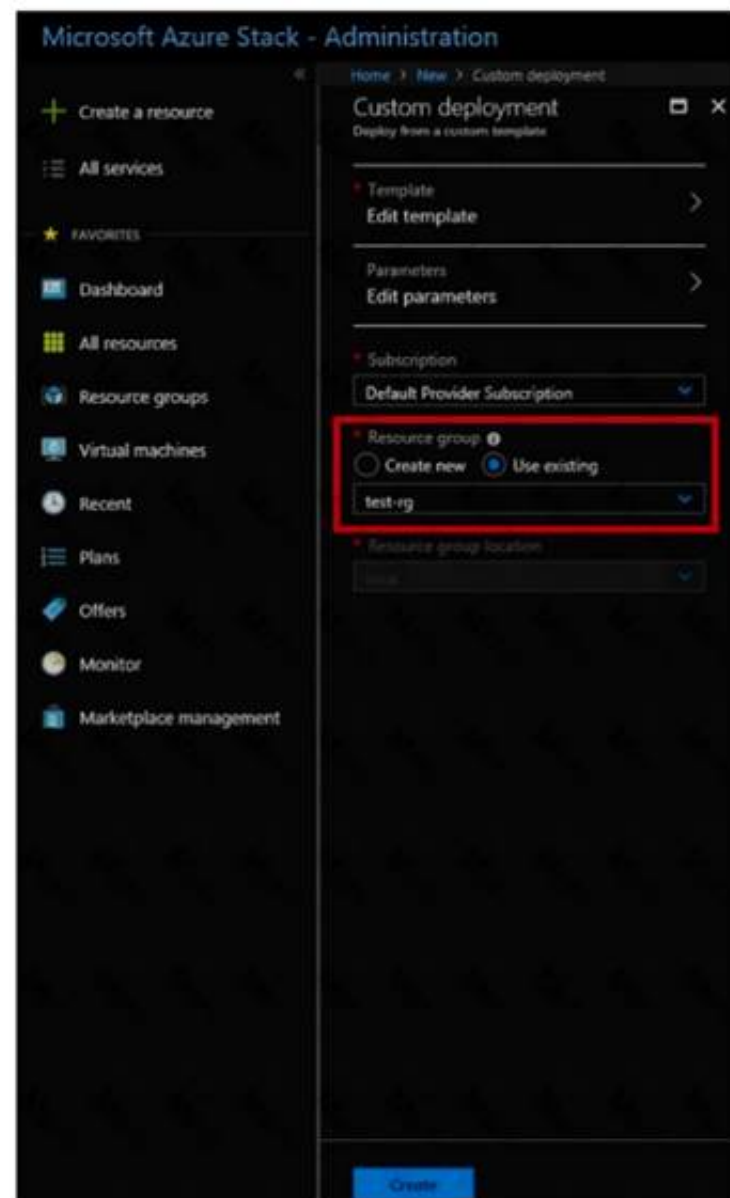 Microsoft Azure Stack - Administration
«
Home > New > Custom deployment
Create a resource
All services
FAVORITES
Dashboard
All resources
Resource groups
Virtual machines
Recent
Plans
Offers
Monitor
Marketplace management
Custom deployment
Deploy from a custom template
* Template
Edit template
Parameters
Edit parameters
* Subscription
Default Provider Subscription
* Resource group
Create new Use existing
test-rg
* Resource group location
local
Create